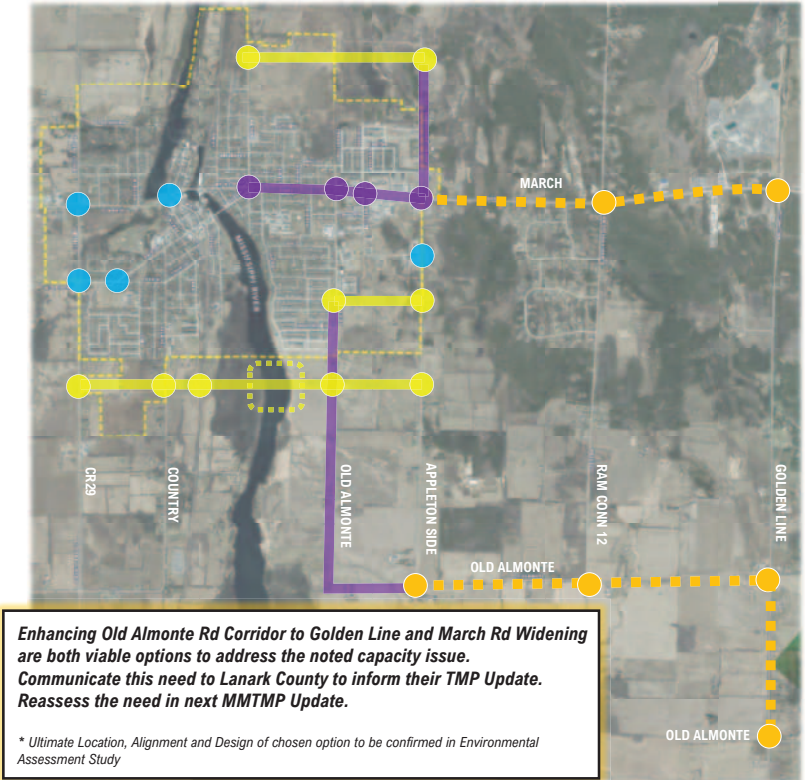 MARCH
MISSISSIPPI RIVER
CR29
COUNTRY
OLD ALMONTE
APPLETON SIDE
RAM CONN 12
GOLDEN LINE
OLD ALMONTE
Enhancing Old Almonte Rd Corridor to Golden Line and March Rd Widening
are both viable options to address the noted capacity issue.
Communicate this need to Lanark County to inform their TMP Update.
Reassess the need in next MMTMP Update.
* Ultimate Location, Alignment and Design of chosen option to be confirmed in Environmental
Assessment Study
OLD ALMONTE